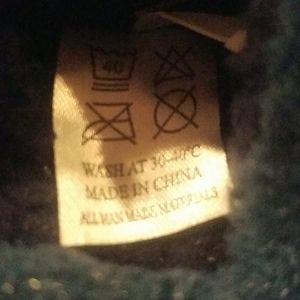 40
WASH AT 30-40°C
MADE IN CHINA
ALL MAN MADE MATERIALS